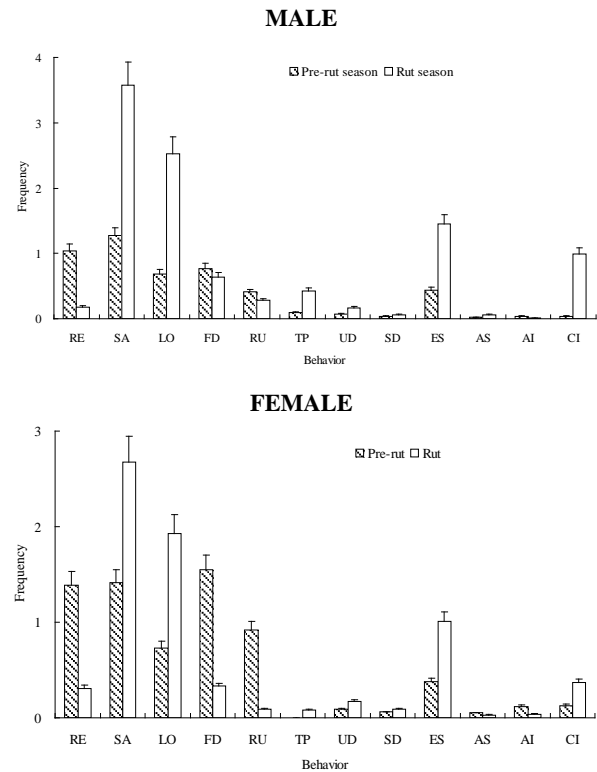 MALE
4
3
2
1
0
Frequency
Pre-rut season Rut season
RE SA LO FD RU TP UD SD ES AS AI CI
Behavior
FEMALE
3
2
1
0
Frequency
Pre-rut Rut
RE SA LO FD RU TP UD SD ES AS AI CI
Behavior